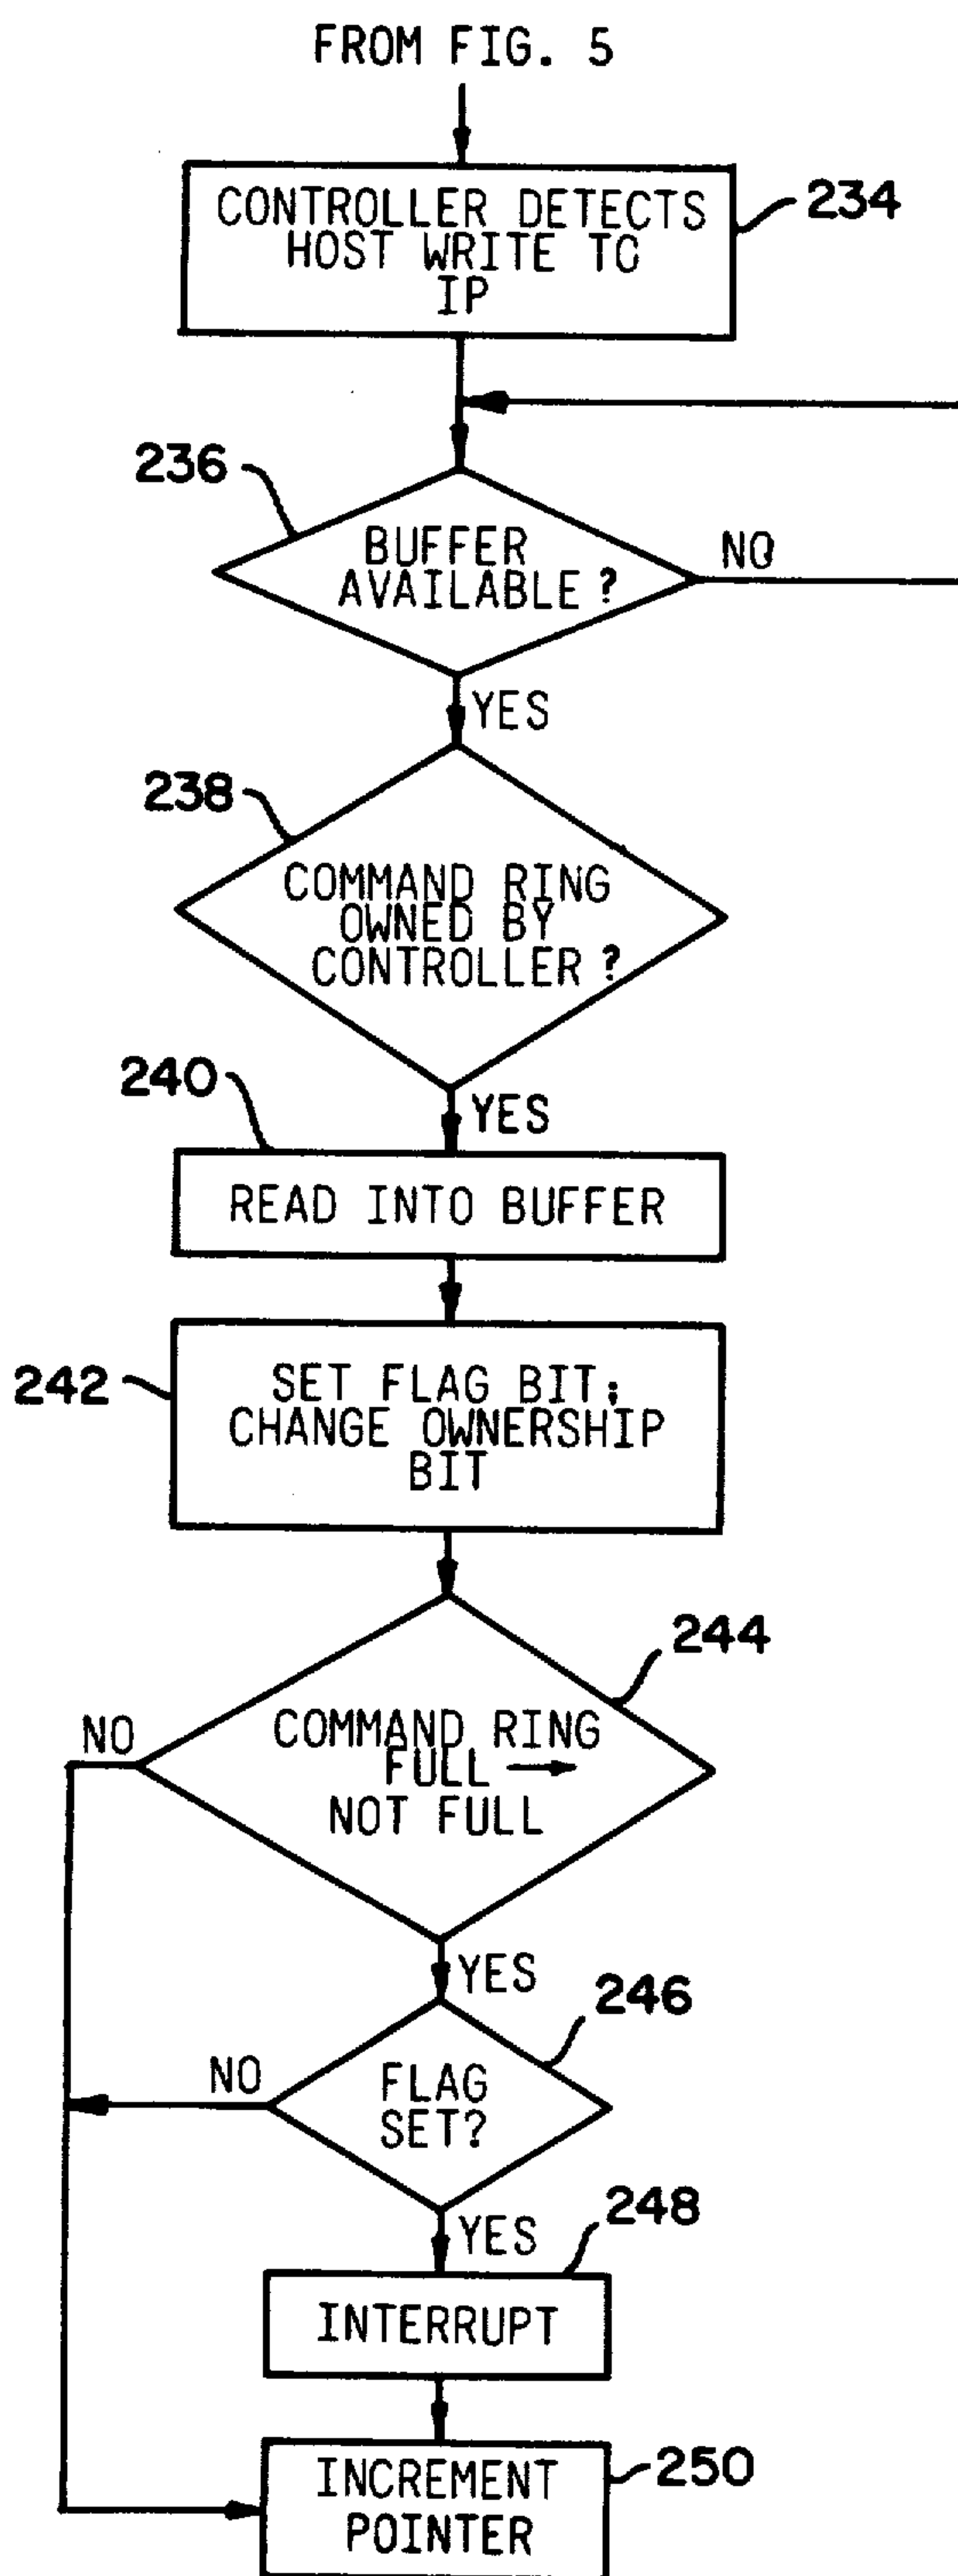 FROM FIG. 5
CONTROLLER DETECTS
HOST WRITE TO
IP
234
236
BUFFER
AVAILABLE ?
NO
YES
238
COMMAND RING
OWNED BY
CONTROLLER ?
240
YES
READ INTO BUFFER
242
SET FLAG BIT;
CHANGE OWNERSHIP
BIT
244
NO
COMMAND RING
FULL →
NOT FULL
YES
246
NO
FLAG
SET?
248
YES
INTERRUPT
250
INCREMENT
POINTER